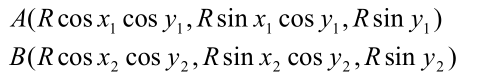 A(R cos x₁ cos y₁, R sin x₁ cos y₁, R sin y₁)
B(R cos x₂ cos y₂, R sin x₂ cos y₂, R sin y₂)